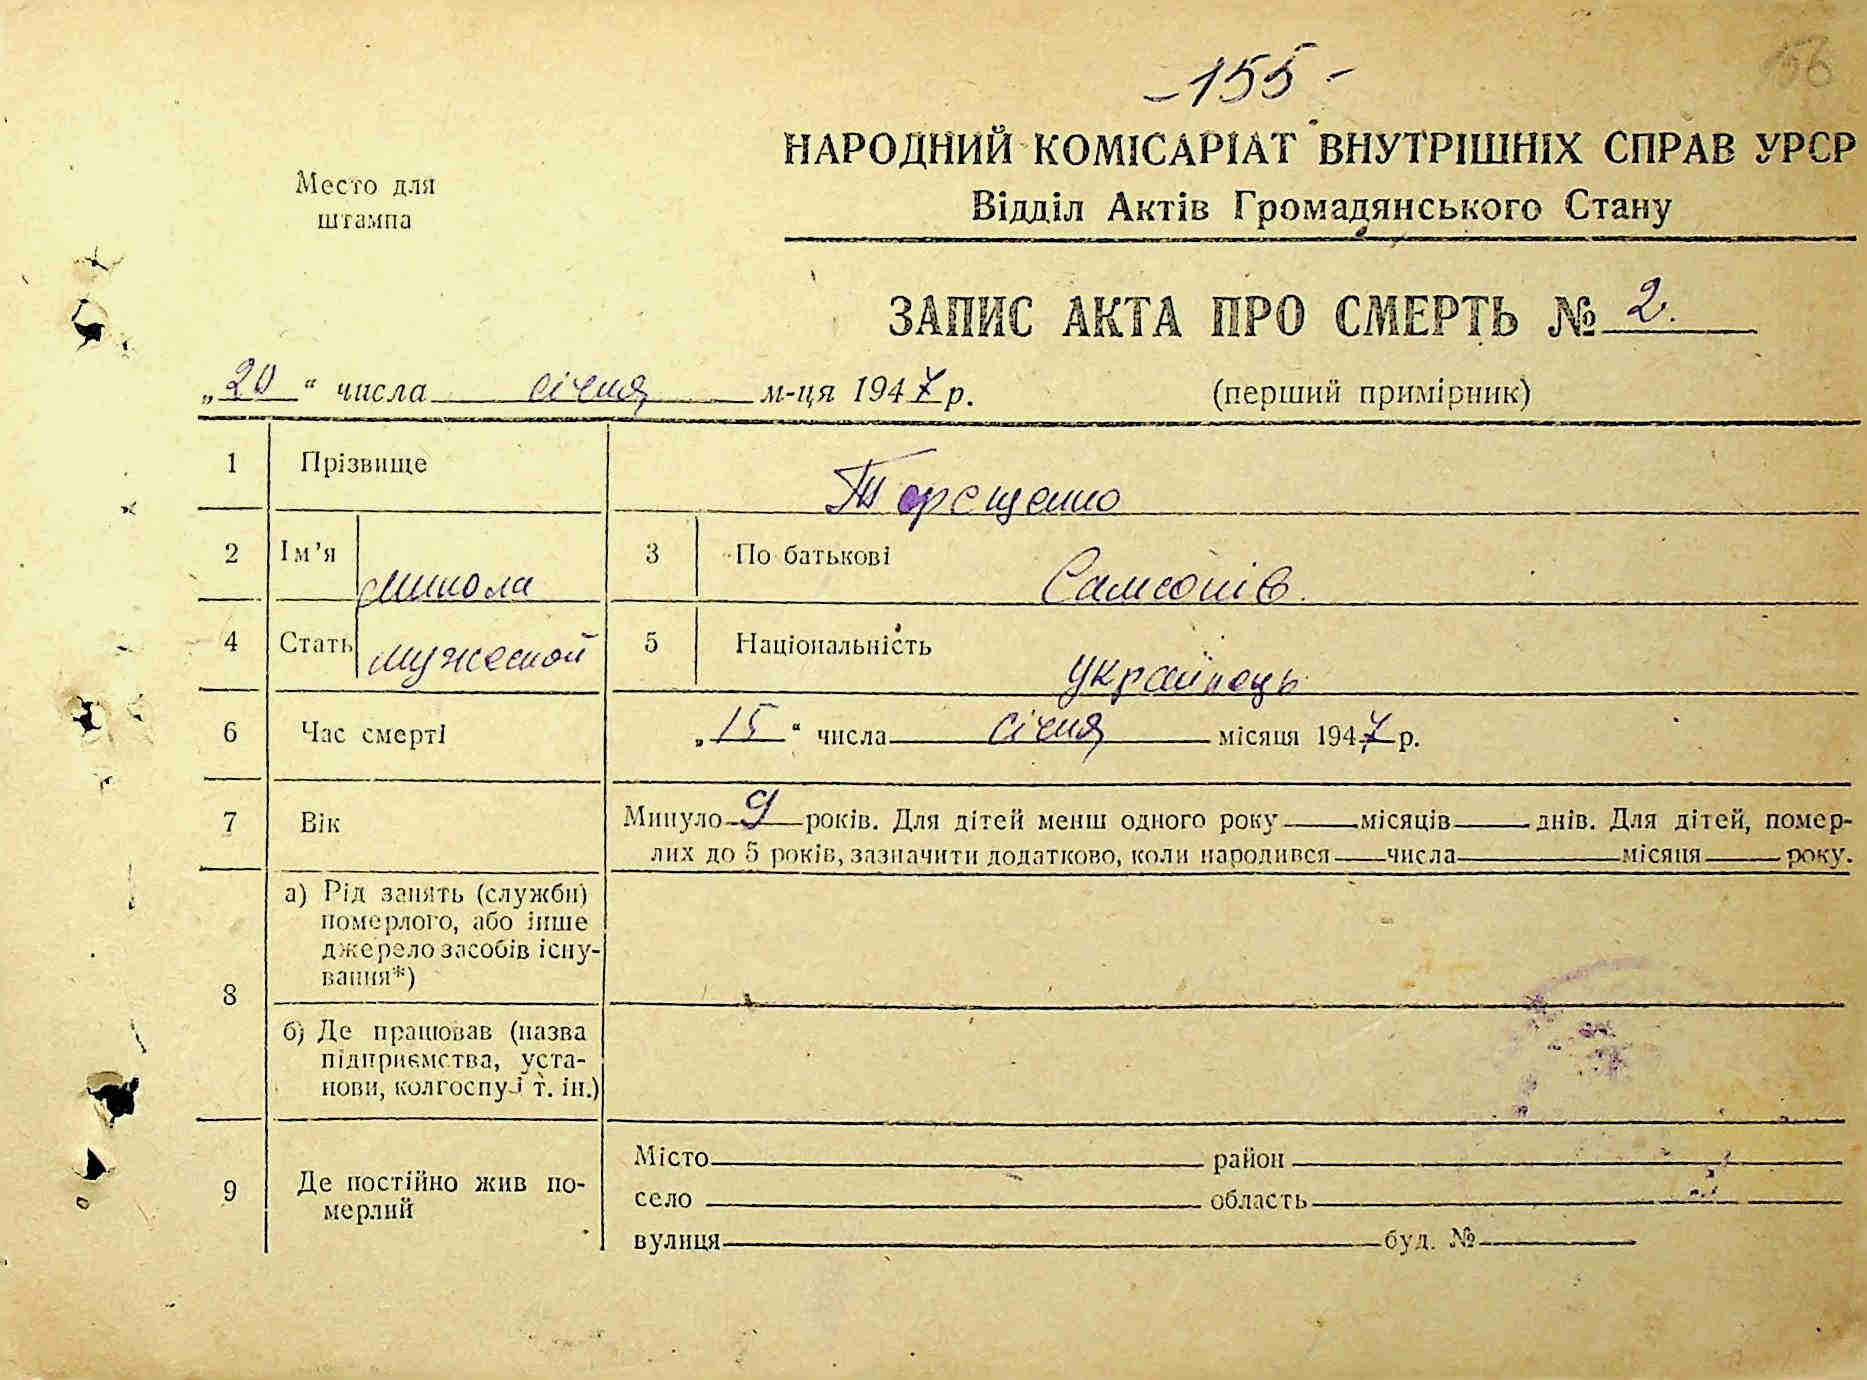 - 155 -
156
НАРОДНИЙ КОМІСАРІАТ ВНУТРІШНІХ СПРАВ УРСР
Відділ Актів Громадянського Стану
Место для
штампа
ЗАПИС АКТА ПРО СМЕРТЬ № 2.
„20“ числа січня м-ця 1947 р. (перший примірник)
1 Прізвище Терещенко
2 Ім'я Микола 3 По батькові Самсонів.
4 Стать мужеской 5 Національність українець
6 Час смерті „15“ числа січня місяця 1947 р.
7 Вік Минуло 9 років. Для дітей менш одного року місяців днів. Для дітей, помер-
лих до 5 років, зазначити додатково, коли народився числа місяця року.
8 а) Рід занять (служби)
померлого, або інше
джерело засобів існу-
вання*)
б) Де працював (назва
підприємства, уста-
нови, колгоспу і т. ін.)
9 Де постійно жив по-
мерлий
Місто район
село область
вулиця буд. №